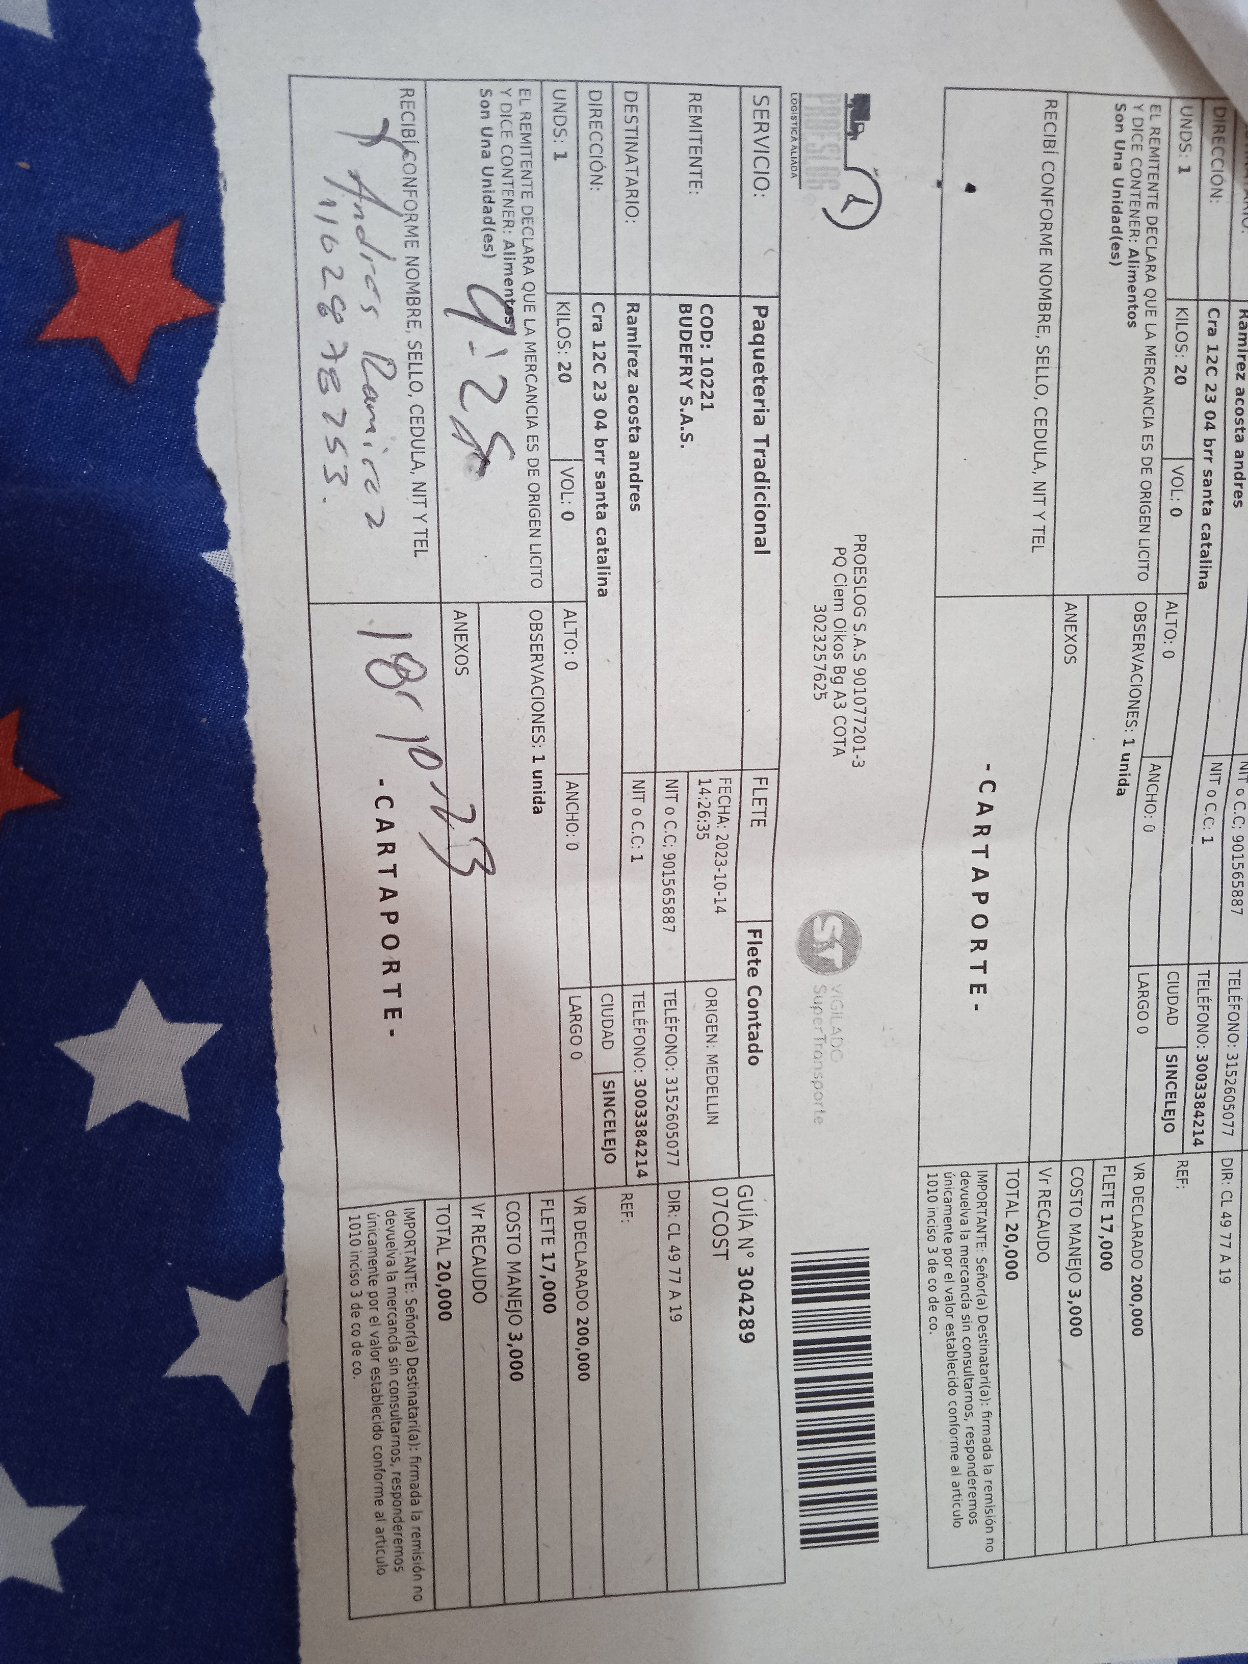 RAMIREZ
Ramirez acosta andres
NIT o C.C: 901565887
TELÉFONO: 3152605077
DIR: CL 49 77 A 19
DIRECCIÓN:
Cra 12C 23 04 brr santa catalina
NIT o C.C: 1
TELÉFONO: 3003384214
REF:
UNDS: 1
KILOS: 20
VOL: 0
ALTO: 0
ANCHO: 0
LARGO 0
CIUDAD
SINCELEJO
VR DECLARADO 200,000
EL REMITENTE DECLARA QUE LA MERCANCIA ES DE ORIGEN LICITO
Y DICE CONTENER: Alimentos
Son Una Unidad(es)
OBSERVACIONES: 1 unida
FLETE 17,000
COSTO MANEJO 3,000
ANEXOS
Vr RECAUDO
TOTAL 20,000
RECIBÍ CONFORME NOMBRE, SELLO, CEDULA, NIT Y TEL
- CARTAPORTE -
IMPORTANTE: Señor(a) Destinatari(a): firmada la remisión no
devuelva la mercancía sin consultarnos, responderemos
únicamente por el valor establecido conforme al articulo
1010 inciso 3 de co de co.
PROESLOG
LOGISTICA ALIADA
PROESLOG S.A.S 901077201-3
PQ Ciem Oikos Bg A3 COTA
3023257625
VIGILADO
SuperTransporte
SERVICIO:
Paqueteria Tradicional
FLETE
Flete Contado
GUÍA N° 304289
07COST
REMITENTE:
COD: 10221
BUDEFRY S.A.S.
FECHA: 2023-10-14
14:26:35
ORIGEN: MEDELLIN
NIT o C.C: 901565887
TELÉFONO: 3152605077
DIR: CL 49 77 A 19
DESTINATARIO:
Ramirez acosta andres
NIT o C.C: 1
TELÉFONO: 3003384214
REF:
DIRECCIÓN:
Cra 12C 23 04 brr santa catalina
CIUDAD
SINCELEJO
UNDS: 1
KILOS: 20
VOL: 0
ALTO: 0
ANCHO: 0
LARGO 0
VR DECLARADO 200,000
EL REMITENTE DECLARA QUE LA MERCANCIA ES DE ORIGEN LICITO
Y DICE CONTENER: Alimentos
Son Una Unidad(es)
9:25
OBSERVACIONES: 1 unida
FLETE 17,000
COSTO MANEJO 3,000
ANEXOS
Vr RECAUDO
TOTAL 20,000
RECIBÍ CONFORME NOMBRE, SELLO, CEDULA, NIT Y TEL
Andres Ramirez
1102878753.
- CARTAPORTE -
IMPORTANTE: Señor(a) Destinatari(a): firmada la remisión no
devuelva la mercancía sin consultarnos, responderemos
únicamente por el valor establecido conforme al articulo
1010 inciso 3 de co de co.